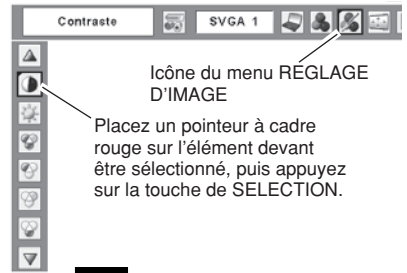 Contraste
SVGA 1
Icône du menu REGLAGE
D'IMAGE
Placez un pointeur à cadre
rouge sur l'élément devant
être sélectionné, puis appuyez
sur la touche de SELECTION.